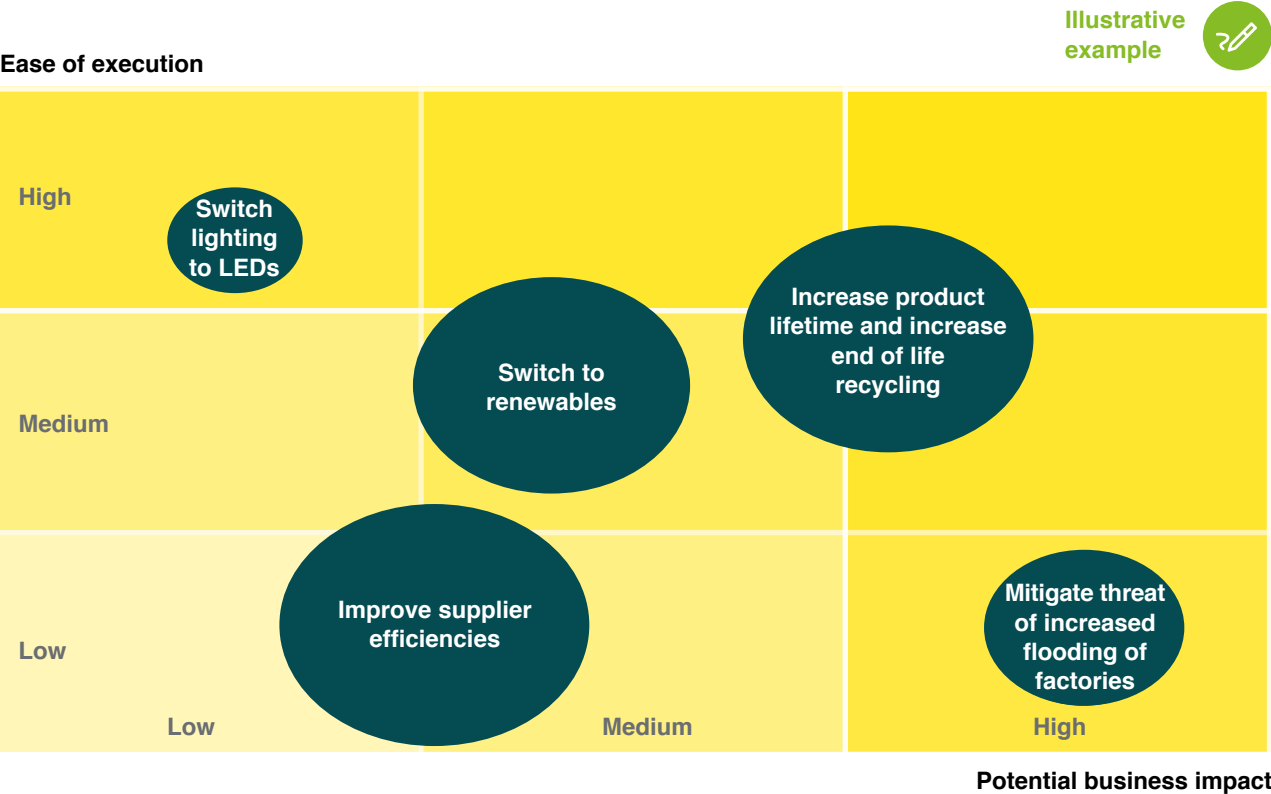 Illustrative
example
Ease of execution
High
Switch
lighting
to LEDs
Increase product
lifetime and increase
end of life
recycling
Switch to
renewables
Medium
Improve supplier
efficiencies
Mitigate threat
of increased
flooding of
factories
Low
Low
Medium
High
Potential business impact